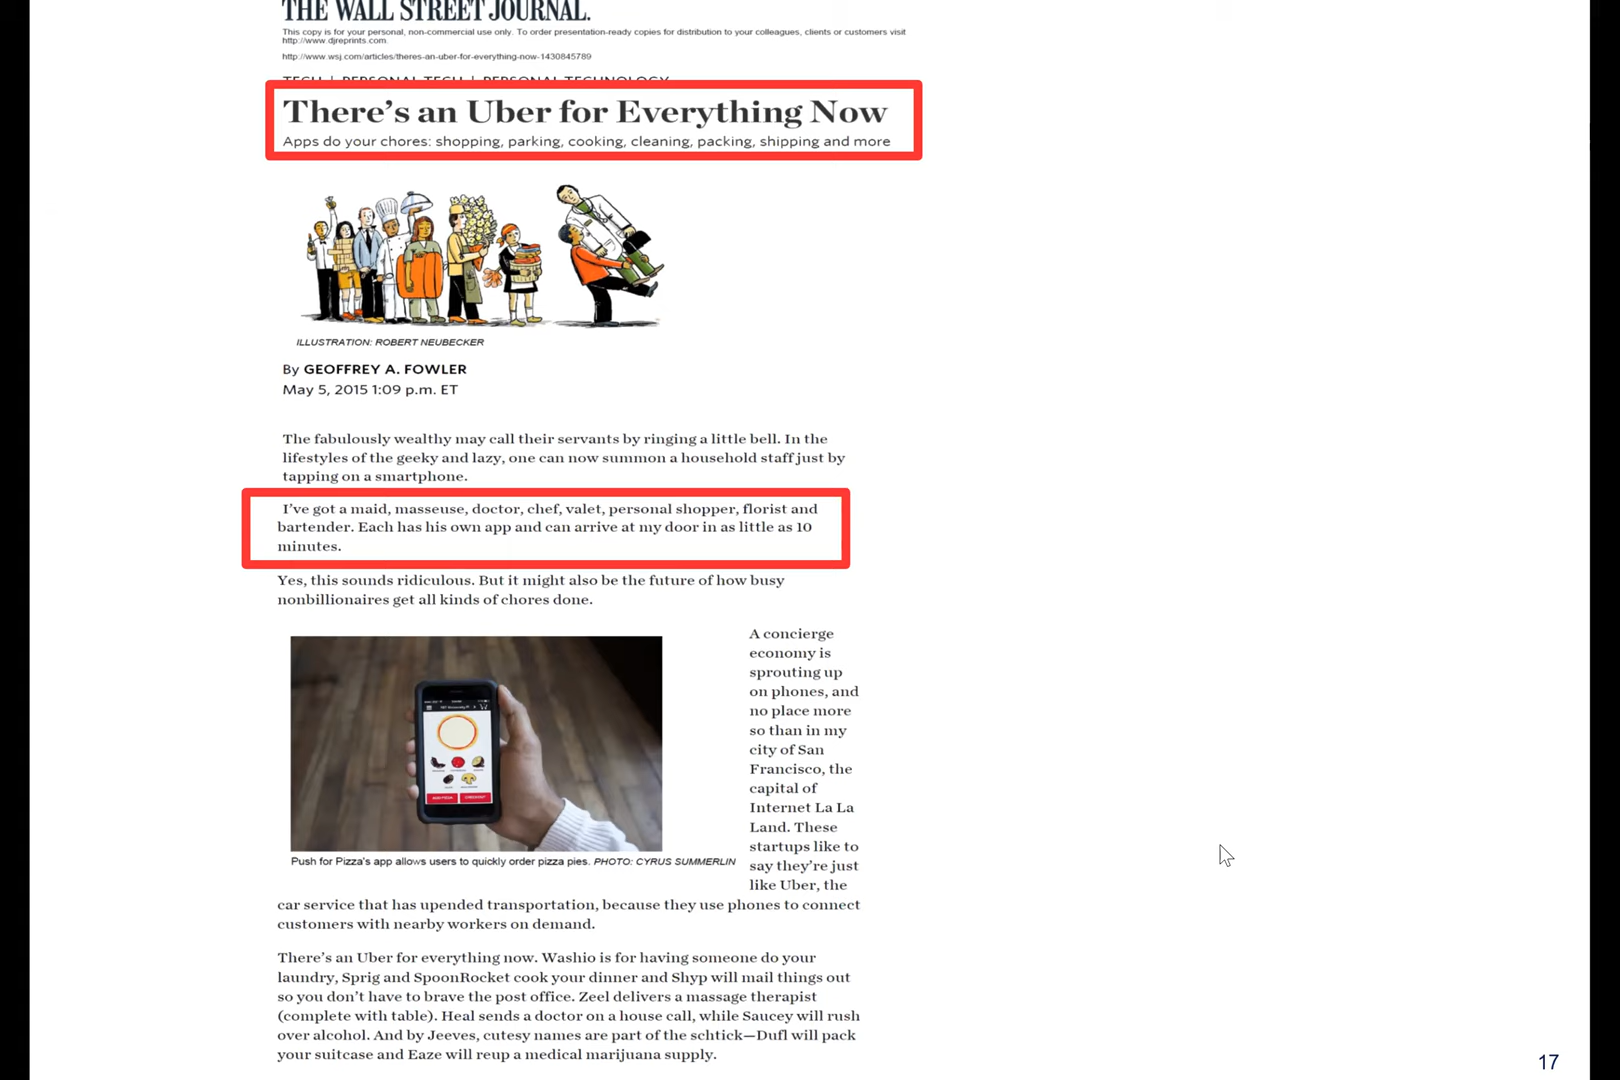 THE WALL STREET JOURNAL.
This copy is for your personal, non-commercial use only. To order presentation-ready copies for distribution to your colleagues, clients or customers visit
http://www.djreprints.com.
http://www.wsj.com/articles/theres-an-uber-for-everything-now-1430845789
TECH | PERSONAL TECH | PERSONAL TECHNOLOGY
There’s an Uber for Everything Now
Apps do your chores: shopping, parking, cooking, cleaning, packing, shipping and more
ILLUSTRATION: ROBERT NEUBECKER
By GEOFFREY A. FOWLER
May 5, 2015 1:09 p.m. ET
The fabulously wealthy may call their servants by ringing a little bell. In the
lifestyles of the geeky and lazy, one can now summon a household staff just by
tapping on a smartphone.
I’ve got a maid, masseuse, doctor, chef, valet, personal shopper, florist and
bartender. Each has his own app and can arrive at my door in as little as 10
minutes.
Yes, this sounds ridiculous. But it might also be the future of how busy
nonbillionaires get all kinds of chores done.
A concierge
economy is
sprouting up
on phones, and
no place more
so than in my
city of San
Francisco, the
capital of
Internet La La
Land. These
startups like to
say they’re just
like Uber, the
ADD PIZZA
CHECKOUT
Push for Pizza's app allows users to quickly order pizza pies. PHOTO: CYRUS SUMMERLIN
car service that has upended transportation, because they use phones to connect
customers with nearby workers on demand.
There’s an Uber for everything now. Washio is for having someone do your
laundry, Sprig and SpoonRocket cook your dinner and Shyp will mail things out
so you don’t have to brave the post office. Zeel delivers a massage therapist
(complete with table). Heal sends a doctor on a house call, while Saucey will rush
over alcohol. And by Jeeves, cutesy names are part of the schtick—Dufl will pack
your suitcase and Eaze will reup a medical marijuana supply.
17